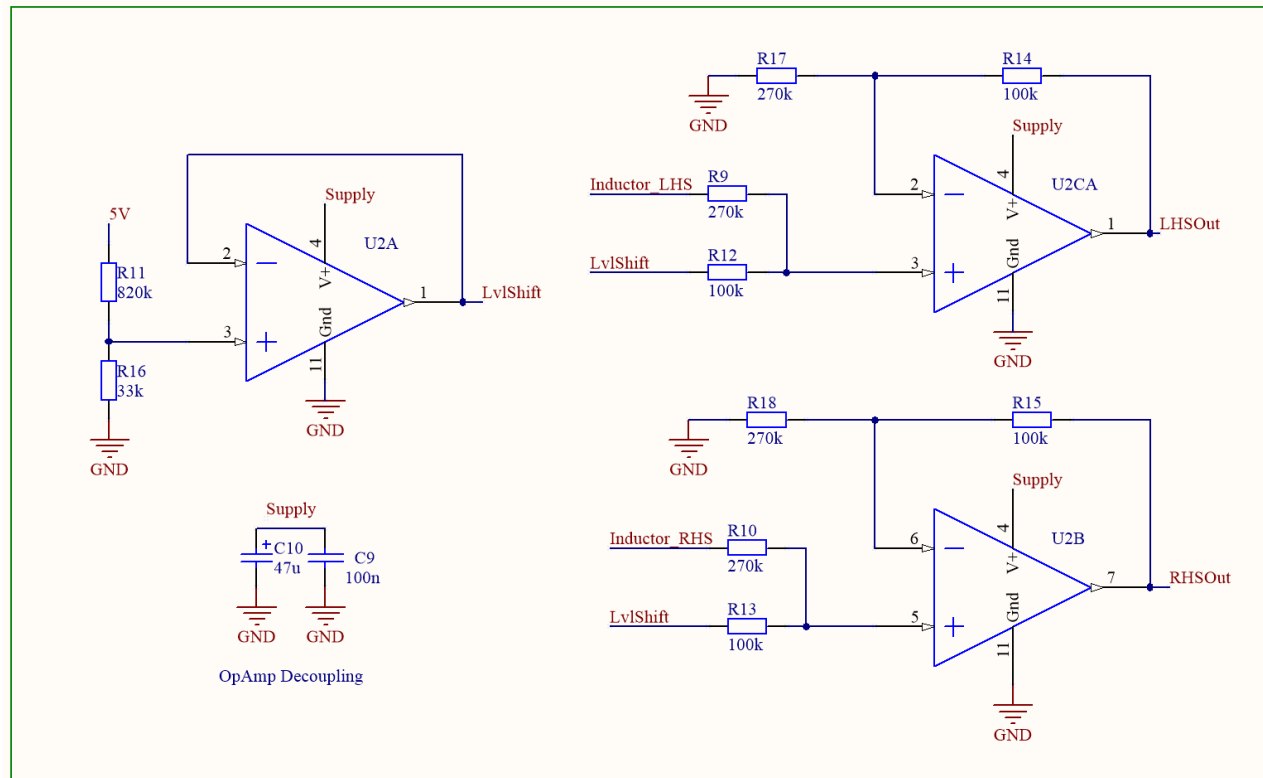 5V
R11
820k
R16
33k
GND
2
3
Supply
4
V+
Gnd
11
GND
U2A
1
LvlShift
Supply
C10
47u
C9
100n
GND
GND
OpAmp Decoupling
R17
270k
GND
R14
100k
Inductor_LHS
R9
270k
LvlShift
R12
100k
2
3
Supply
4
V+
Gnd
11
GND
U2CA
1
LHSOut
R18
270k
GND
R15
100k
Inductor_RHS
R10
270k
LvlShift
R13
100k
6
5
Supply
4
V+
Gnd
11
GND
U2B
7
RHSOut